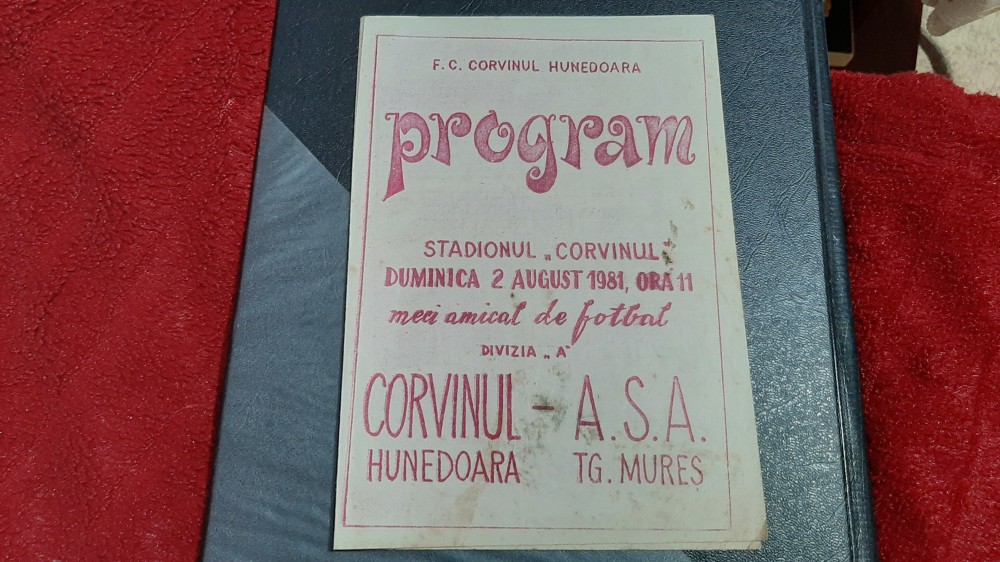 F.C. CORVINUL HUNEDOARA
program
STADIONUL „CORVINUL"
DUMINICA 2 AUGUST 1981, ORA 11
meci amical de fotbal
DIVIZIA „A"
CORVINUL - A.S.A.
HUNEDOARA TG. MUREȘ